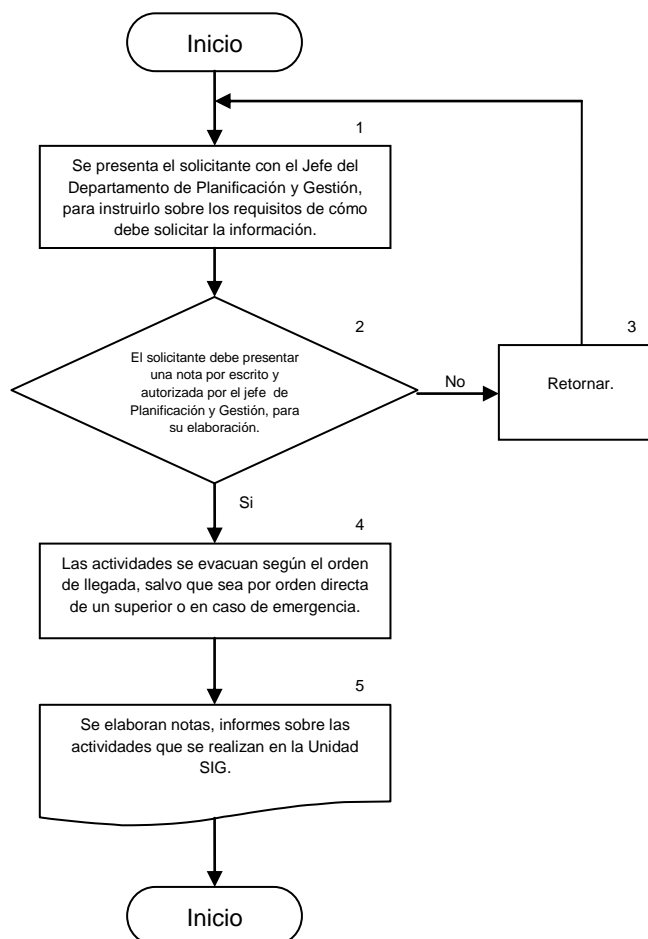 Inicio
1
Se presenta el solicitante con el Jefe del
Departamento de Planificación y Gestión,
para instruirlo sobre los requisitos de cómo
debe solicitar la información.
2
El solicitante debe presentar
una nota por escrito y
autorizada por el jefe de
Planificación y Gestión, para
su elaboración.
No
3
Retornar.
Si
4
Las actividades se evacuan según el orden
de llegada, salvo que sea por orden directa
de un superior o en caso de emergencia.
5
Se elaboran notas, informes sobre las
actividades que se realizan en la Unidad
SIG.
Inicio